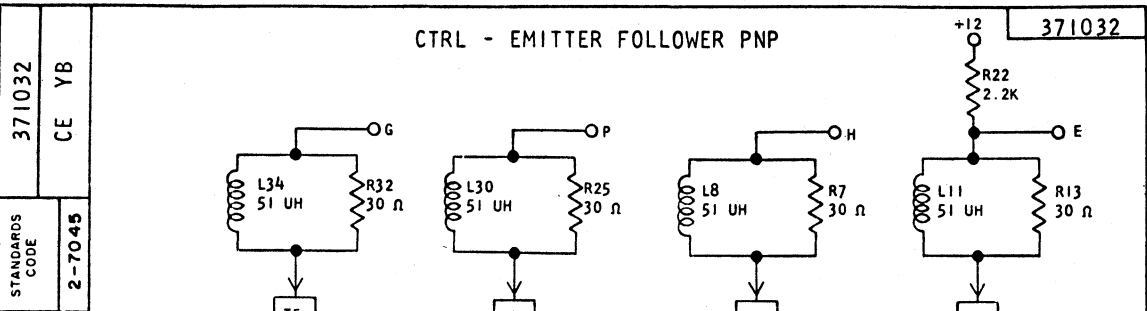 CTRL - EMITTER FOLLOWER PNP
371032
371032
CE YB
STANDARDS
CODE
2-7045
+12
R22
2.2K
G
P
H
E
L34
51 UH
R32
30 Ω
L30
51 UH
R25
30 Ω
L8
51 UH
R7
30 Ω
L11
51 UH
R13
30 Ω